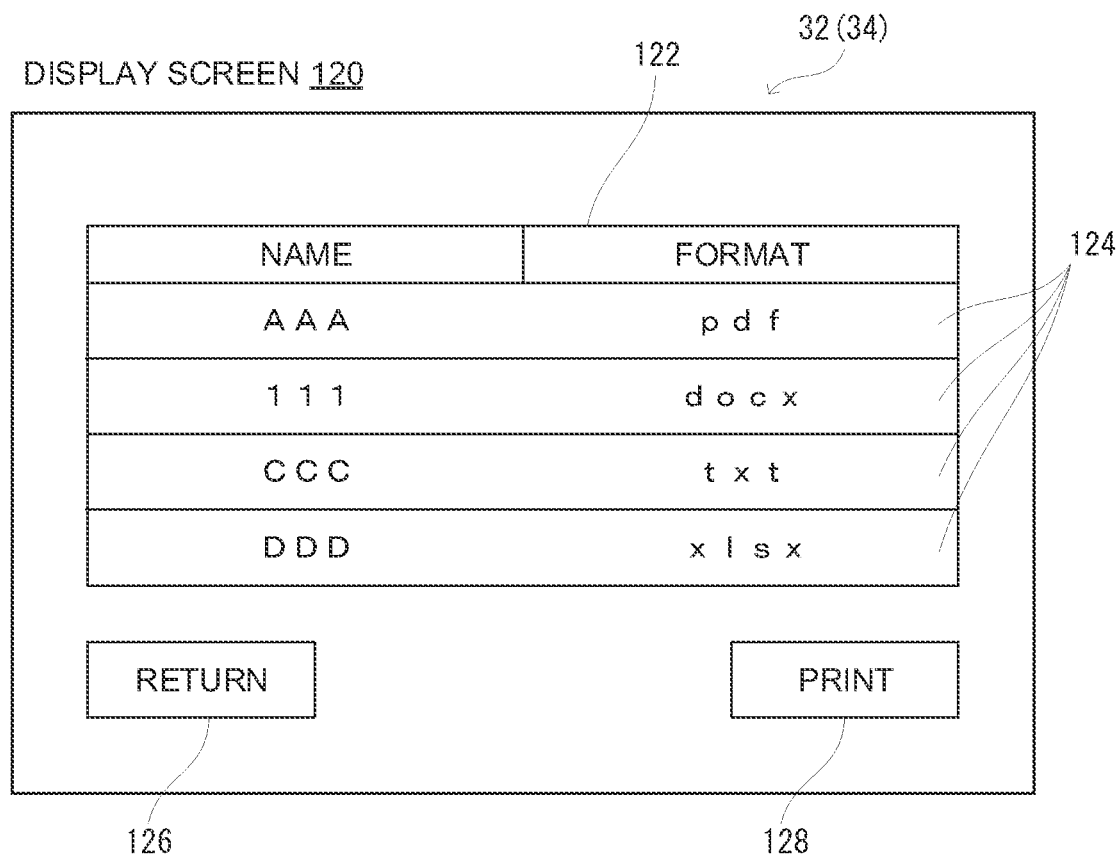 32(34)
122
DISPLAY SCREEN 120
NAME FORMAT
124
AAA pdf
111 docx
CCC txt
DDD xlsx
RETURN PRINT
126 128